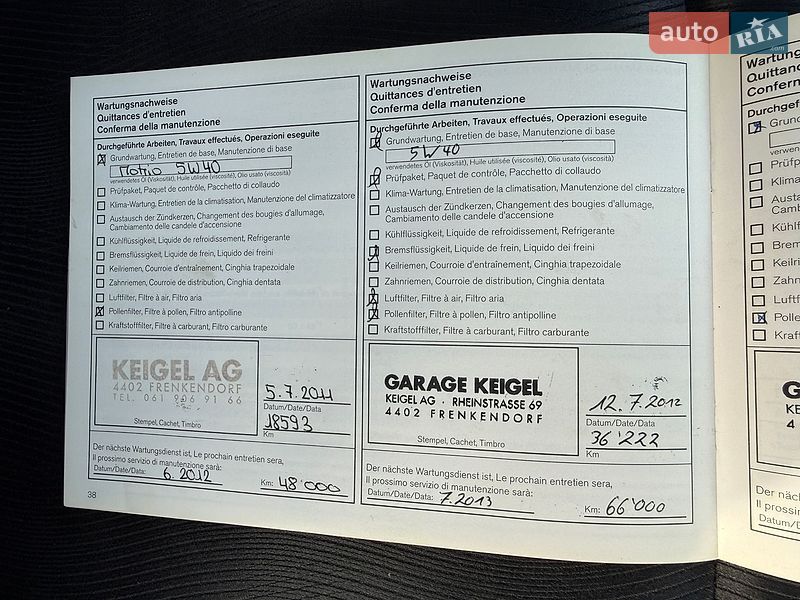 auto RIA.com
Wartungsnachweise
Quittances d'entretien
Conferma della manutenzione
Durchgeführte Arbeiten, Travaux effectués, Operazioni eseguite
Grundwartung, Entretien de base, Manutenzione di base
5W40
verwendetes Öl (Viskosität), Huile utilisée (viscosité), Olio usato (viscosità)
Prüfpaket, Paquet de contrôle, Pacchetto di collaudo
Klima-Wartung, Entretien de la climatisation, Manutenzione del climatizzatore
Austausch der Zündkerzen, Changement des bougies d'allumage,
Cambiamento delle candele d'accensione
Kühlflüssigkeit, Liquide de refroidissement, Refrigerante
Bremsflüssigkeit, Liquide de frein, Liquido dei freini
Keilriemen, Courroie d'entraînement, Cinghia trapezoidale
Zahnriemen, Courroie de distribution, Cinghia dentata
Luftfilter, Filtre à air, Filtro aria
Pollenfilter, Filtre à pollen, Filtro antipolline
Kraftstofffilter, Filtre à carburant, Filtro carburante
KEIGEL AG
4402 FRENKENDORF
TEL. 061 906 91 66
Stempel, Cachet, Timbro
5.7.2011
Datum/Date/Data
18593
Km
Der nächste Wartungsdienst ist, Le prochain entretien sera,
Il prossimo servizio di manutenzione sarà:
Datum/Date/Data: 6.2012 Km: 48'000
38
Wartungsnachweise
Quittances d'entretien
Conferma della manutenzione
Durchgeführte Arbeiten, Travaux effectués, Operazioni eseguite
Grundwartung, Entretien de base, Manutenzione di base
5W40
verwendetes Öl (Viskosität), Huile utilisée (viscosité), Olio usato (viscosità)
Prüfpaket, Paquet de contrôle, Pacchetto di collaudo
Klima-Wartung, Entretien de la climatisation, Manutenzione del climatizzatore
Austausch der Zündkerzen, Changement des bougies d'allumage,
Cambiamento delle candele d'accensione
Kühlflüssigkeit, Liquide de refroidissement, Refrigerante
Bremsflüssigkeit, Liquide de frein, Liquido dei freini
Keilriemen, Courroie d'entraînement, Cinghia trapezoidale
Zahnriemen, Courroie de distribution, Cinghia dentata
Luftfilter, Filtre à air, Filtro aria
Pollenfilter, Filtre à pollen, Filtro antipolline
Kraftstofffilter, Filtre à carburant, Filtro carburante
GARAGE KEIGEL
KEIGEL AG · RHEINSTRASSE 69
4402 FRENKENDORF
Stempel, Cachet, Timbro
12.7.2012
Datum/Date/Data
36'222
Km
Der nächste Wartungsdienst ist, Le prochain entretien sera,
Il prossimo servizio di manutenzione sarà:
Datum/Date/Data: 7.2013 Km: 66'000